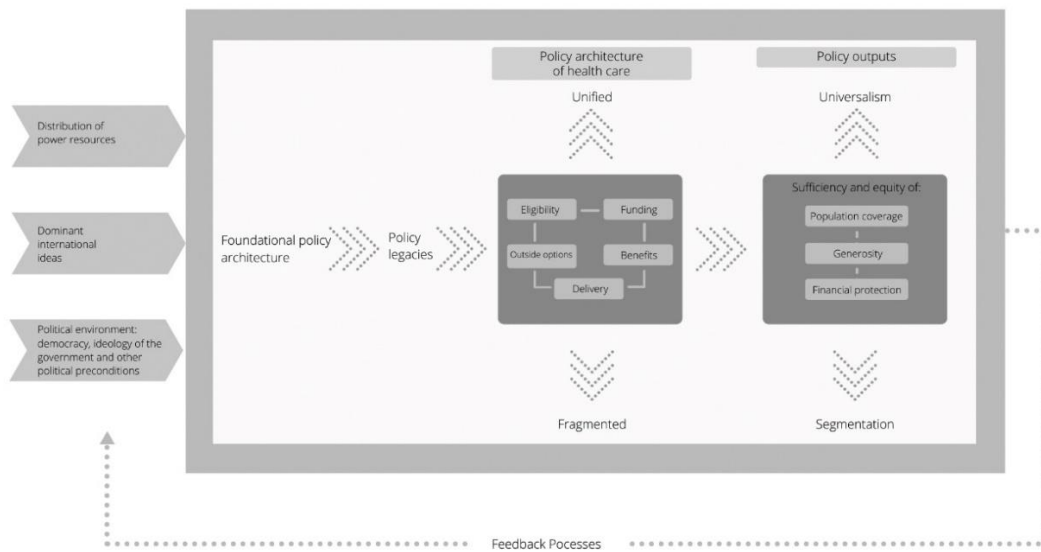 Policy architecture
of health care
Policy outputs
Unified
Universalism
Distribution of
power resources
Dominant
international
ideas
Political environment:
democracy, ideology of the
government and other
political preconditions
Foundational policy
architecture
Policy
legacies
Eligibility
Funding
Outside options
Benefits
Delivery
Sufficiency and equity of:
Population coverage
Generosity
Financial protection
Fragmented
Segmentation
Feedback Pocesses